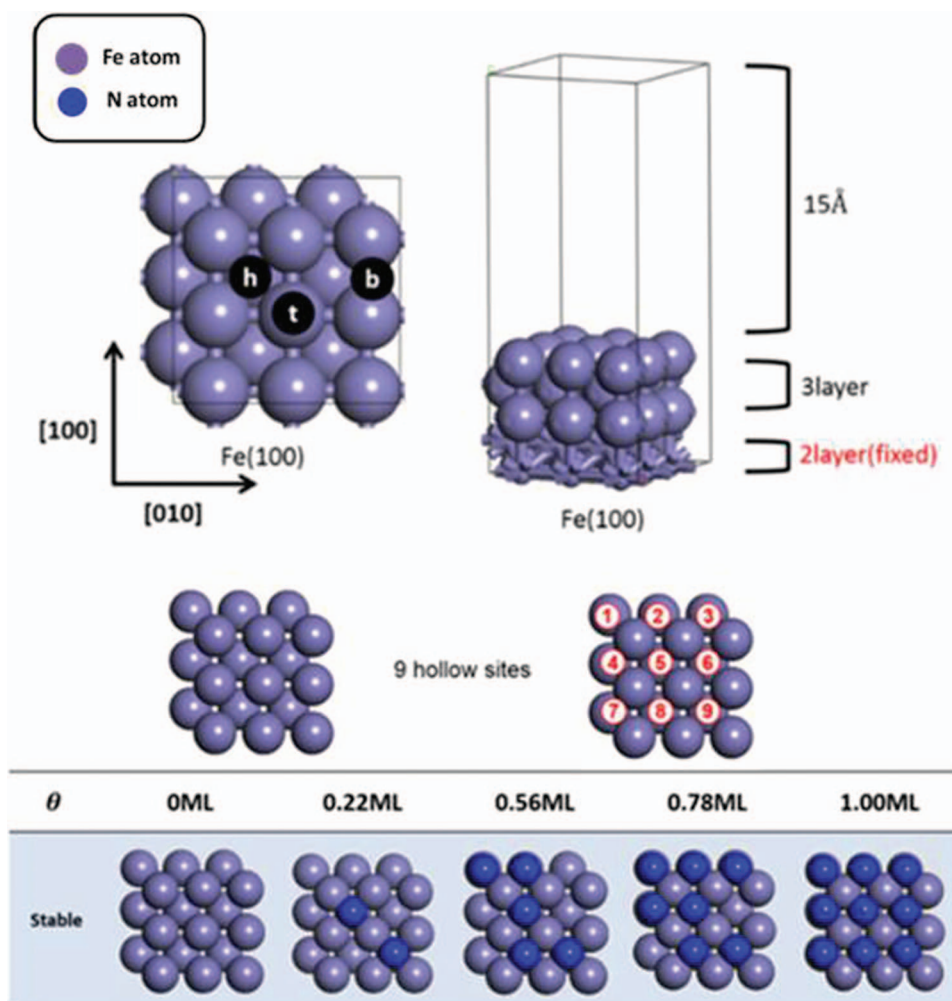 Fe atom
N atom
15Å
h
b
t
3layer
[100]
Fe(100)
2layer(fixed)
[010]
Fe(100)
9 hollow sites
1 2 3
4 5 6
7 8 9
θ 0ML 0.22ML 0.56ML 0.78ML 1.00ML
Stable